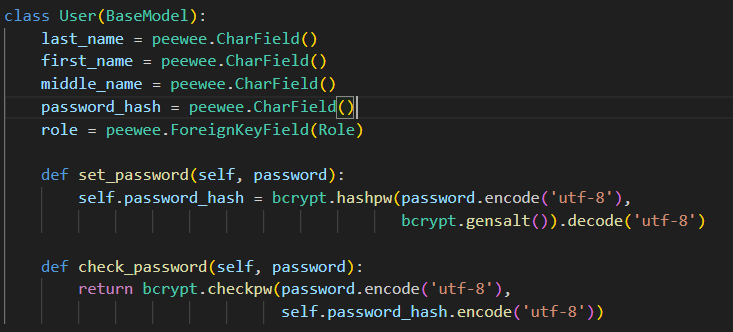 class User(BaseModel):
    last_name = peewee.CharField()
    first_name = peewee.CharField()
    middle_name = peewee.CharField()
    password_hash = peewee.CharField()
    role = peewee.ForeignKeyField(Role)

    def set_password(self, password):
        self.password_hash = bcrypt.hashpw(password.encode('utf-8'),
                                           bcrypt.gensalt()).decode('utf-8')

    def check_password(self, password):
        return bcrypt.checkpw(password.encode('utf-8'),
                              self.password_hash.encode('utf-8'))